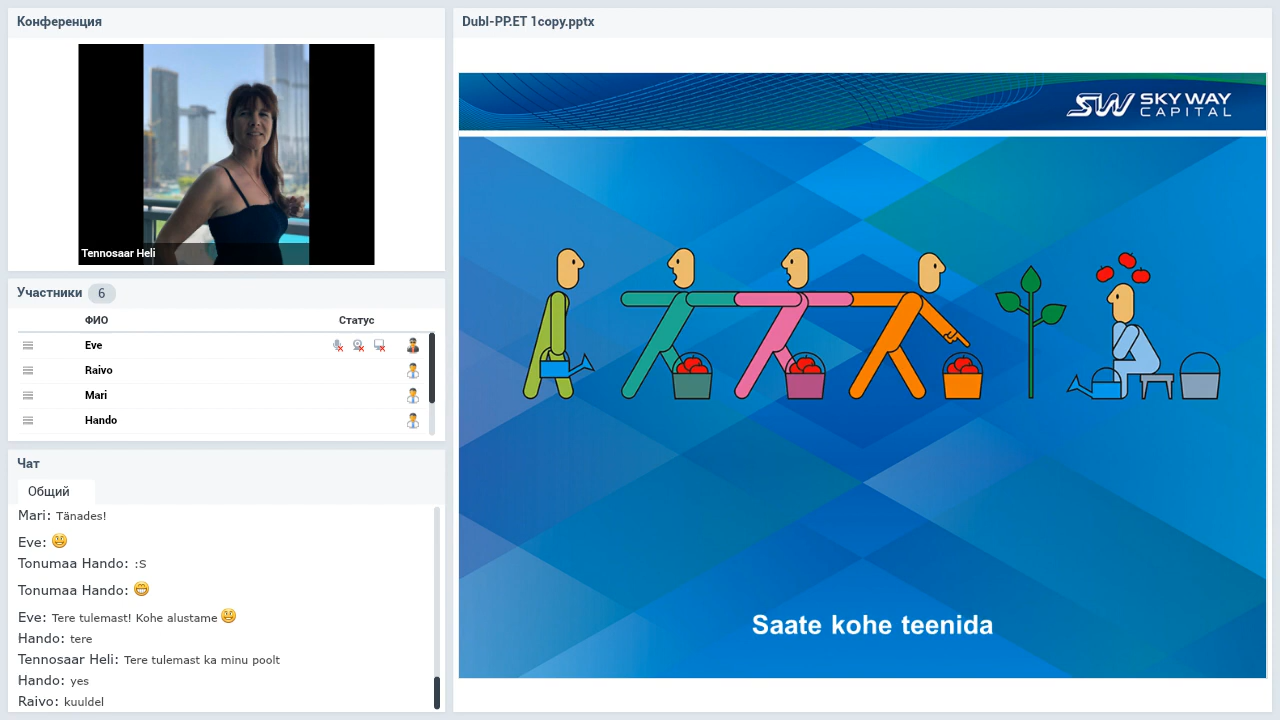 Конференция
Tennosaar Heli
Участники 6
ФИО Статус
Eve
Raivo
Mari
Hando
Чат
Общий
Mari: Tänades!
Eve:
Tonumaa Hando: :S
Tonumaa Hando:
Eve: Tere tulemast! Kohe alustame
Hando: tere
Tennosaar Heli: Tere tulemast ka minu poolt
Hando: yes
Raivo: kuuldel
Dubl-PP.ET 1copy.pptx
SW SKY WAY
CAPITAL
Saate kohe teenida